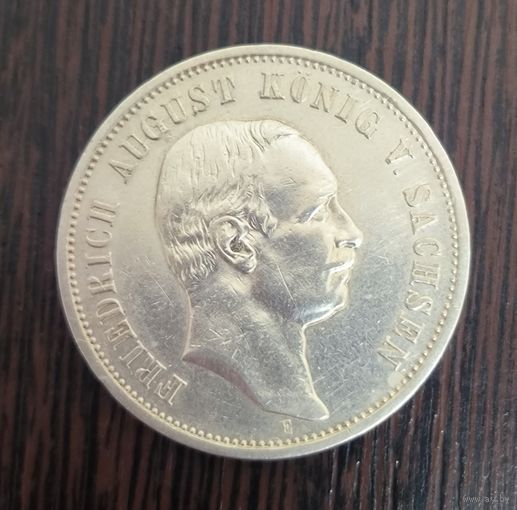 FRIEDRICH AUGUST KÖNIG V. SACHSEN
E